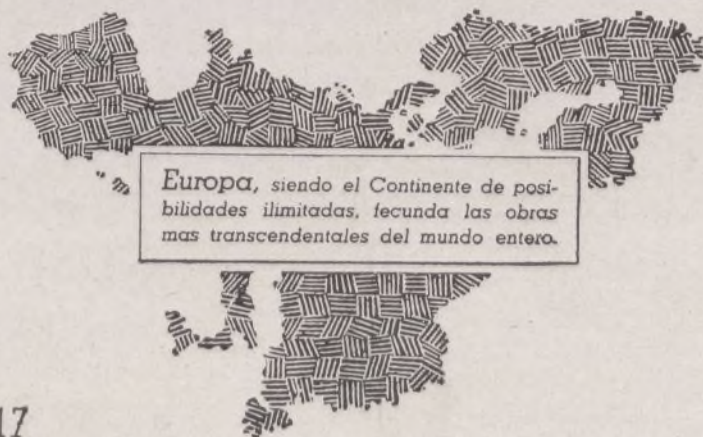 Europa, siendo el Continente de posi-
bilidades ilimitadas, fecunda las obras
mas transcendentales del mundo entero.
17